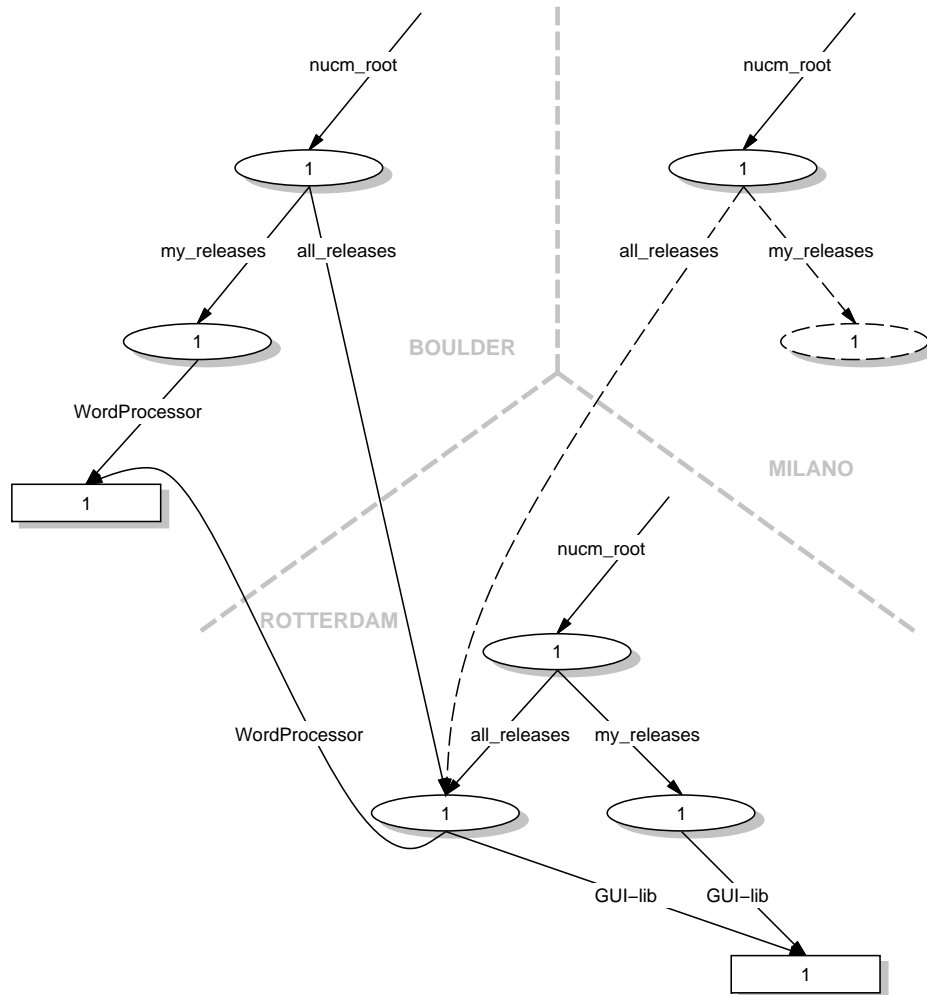 nucm_root
nucm_root
1
1
my_releases
all_releases
all_releases
my_releases
1
1
BOULDER
WordProcessor
MILANO
1
nucm_root
ROTTERDAM
1
WordProcessor
all_releases
my_releases
1
1
GUI−lib
GUI−lib
1